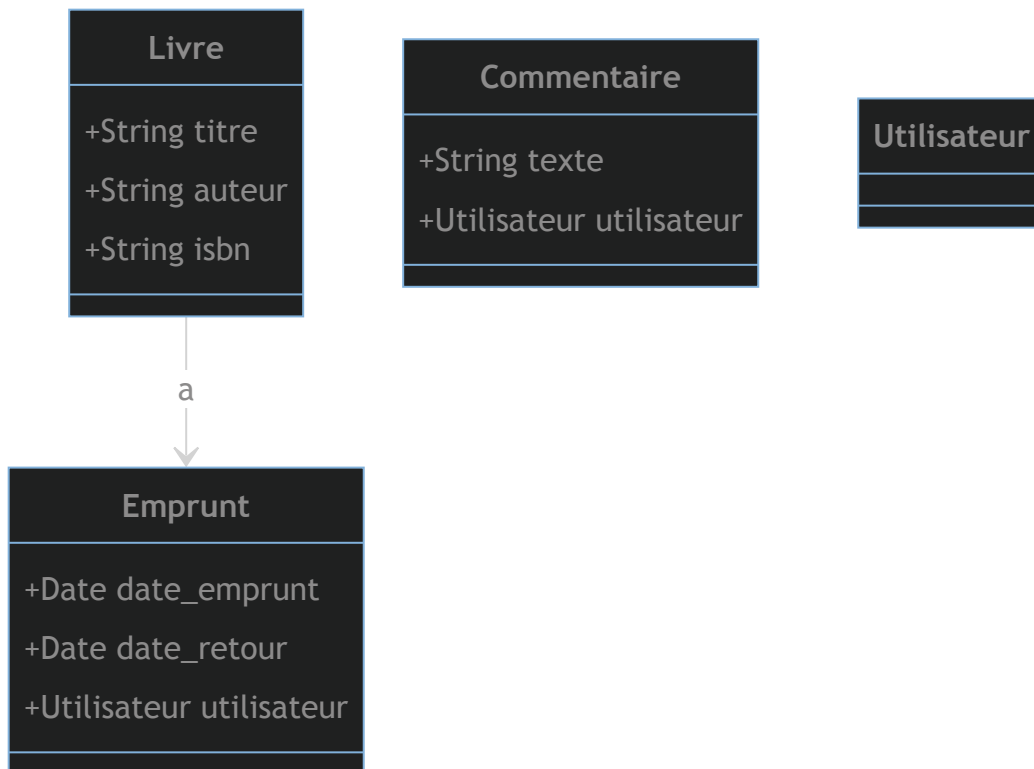 Livre
+String titre
+String auteur
+String isbn
Commentaire
+String texte
+Utilisateur utilisateur
Utilisateur
a
Emprunt
+Date date_emprunt
+Date date_retour
+Utilisateur utilisateur